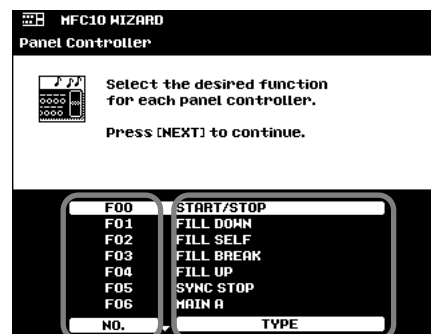 MFC10 WIZARD
Panel Controller
Select the desired function
for each panel controller.
Press [NEXT] to continue.
F00 START/STOP
F01 FILL DOWN
F02 FILL SELF
F03 FILL BREAK
F04 FILL UP
F05 SYNC STOP
F06 MAIN A
NO. TYPE